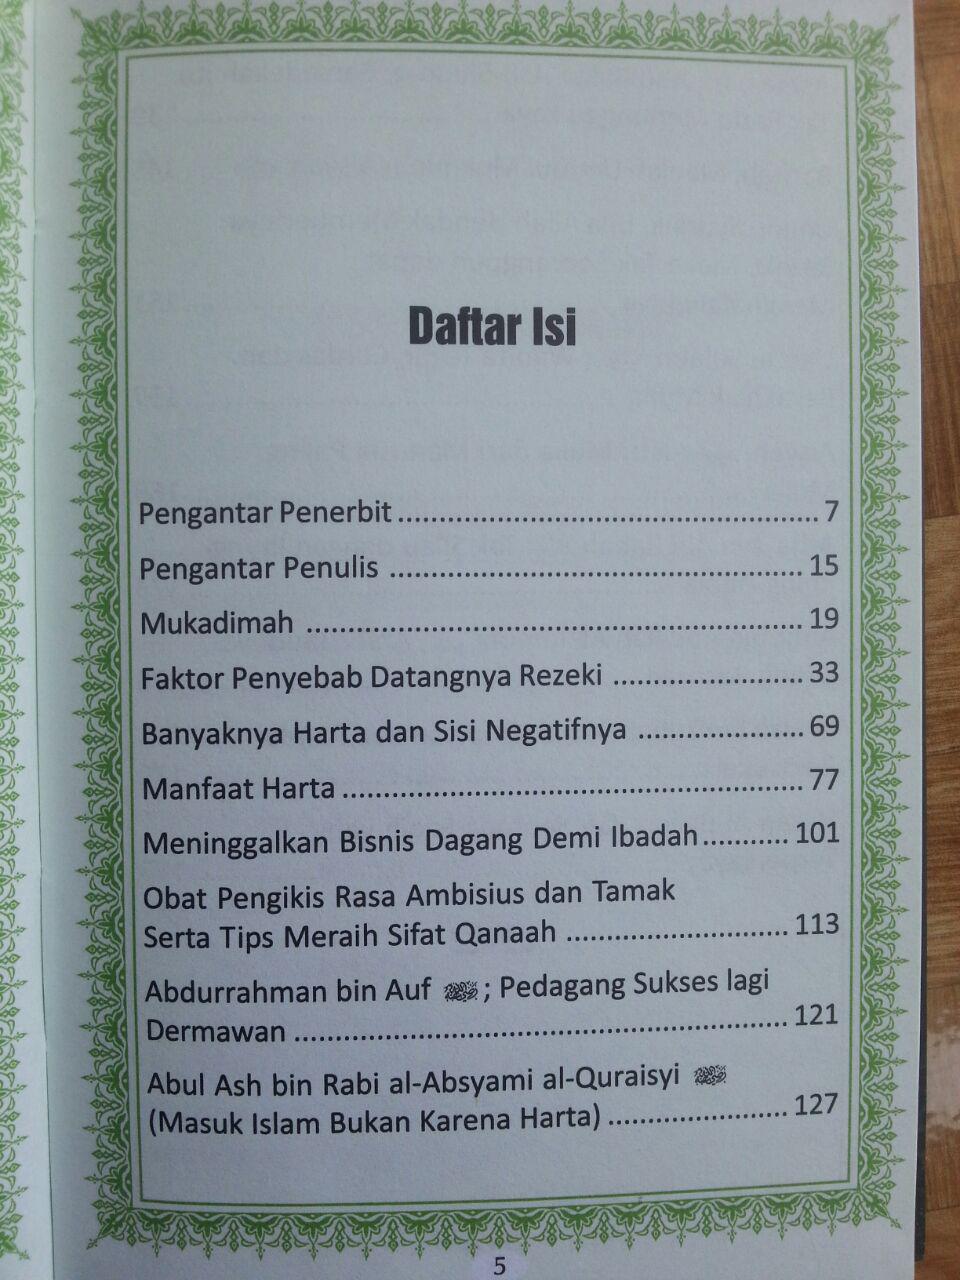 Daftar Isi
Pengantar Penerbit .................................................. 7
Pengantar Penulis .................................................. 15
Mukadimah ............................................................ 19
Faktor Penyebab Datangnya Rezeki ....................... 33
Banyaknya Harta dan Sisi Negatifnya .................... 69
Manfaat Harta ....................................................... 77
Meninggalkan Bisnis Dagang Demi Ibadah........... 101
Obat Pengikis Rasa Ambisius dan Tamak
Serta Tips Meraih Sifat Qanaah ........................... 113
Abdurrahman bin Auf ; Pedagang Sukses lagi
Dermawan ........................................................... 121
Abul Ash bin Rabi al-Absyami al-Quraisyi
(Masuk Islam Bukan Karena Harta) ...................... 127
5